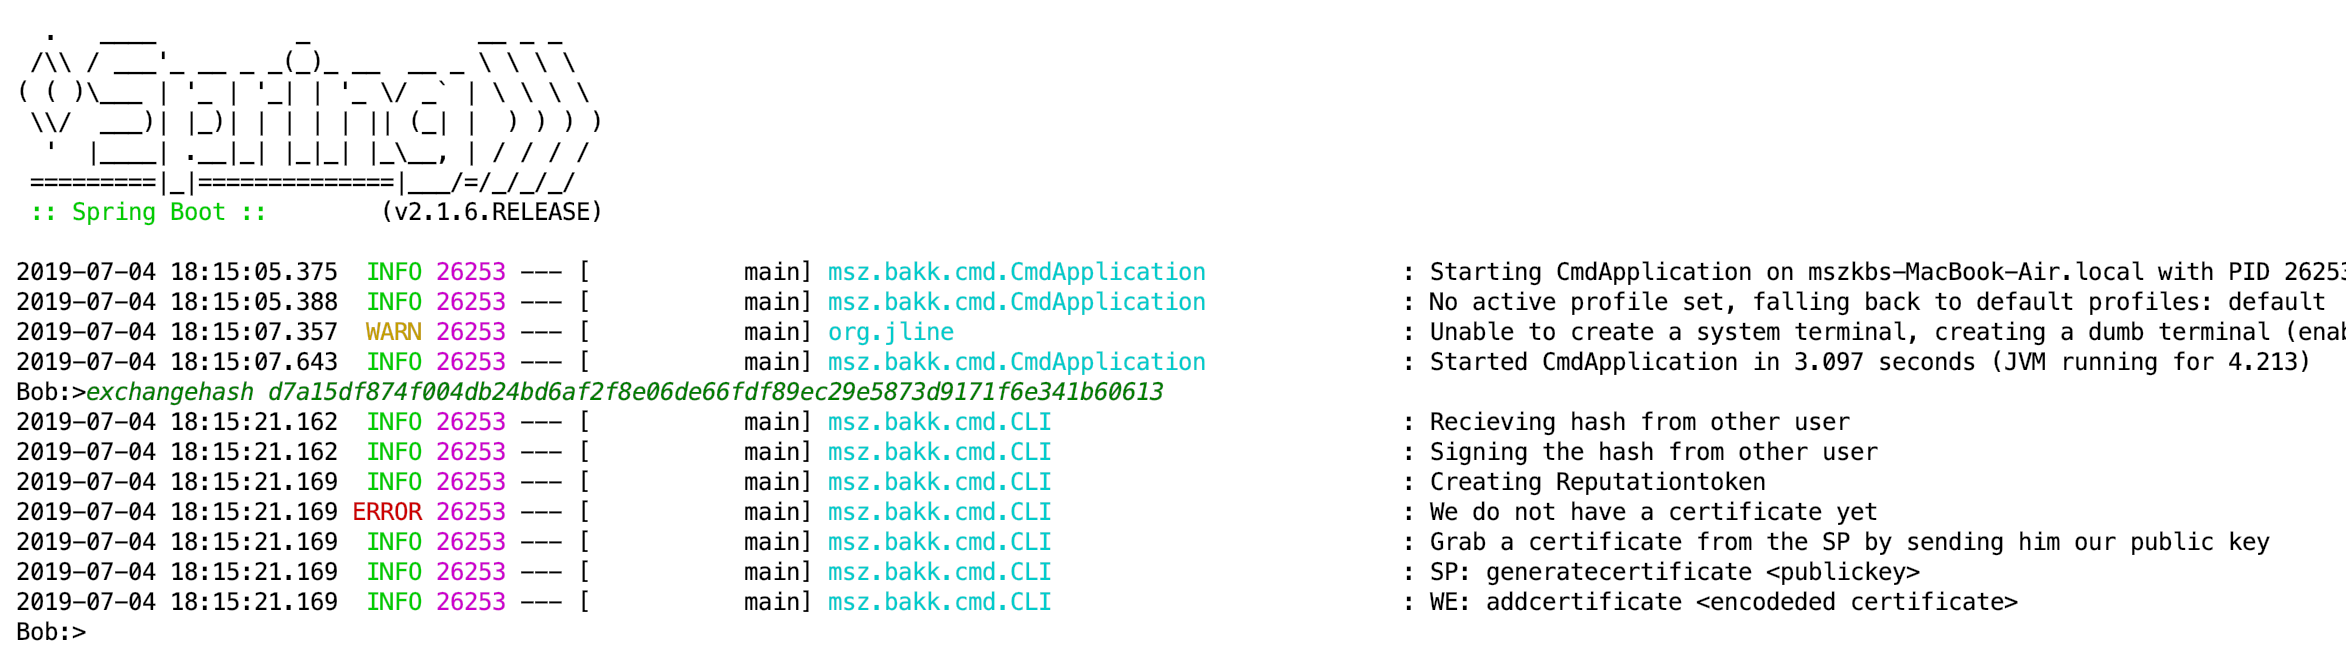 .   ____          _            __ _ _
 /\\ / ___'_ __ _ _(_)_ __  __ _ \ \ \ \
( ( )\___ | '_ | '_| | '_ \/ _` | \ \ \ \
 \\/  ___)| |_)| | | | | || (_| |  ) ) ) )
  '  |____| .__|_| |_|_| |_\__, | / / / /
 =========|_|==============|___/=/_/_/_/
 :: Spring Boot ::        (v2.1.6.RELEASE)
2019-07-04 18:15:05.375  INFO 26253 --- [           main] msz.bakk.cmd.CmdApplication              : Starting CmdApplication on mszkbs-MacBook-Air.local with PID 26253
2019-07-04 18:15:05.388  INFO 26253 --- [           main] msz.bakk.cmd.CmdApplication              : No active profile set, falling back to default profiles: default
2019-07-04 18:15:07.357  WARN 26253 --- [           main] org.jline                                : Unable to create a system terminal, creating a dumb terminal (enab
2019-07-04 18:15:07.643  INFO 26253 --- [           main] msz.bakk.cmd.CmdApplication              : Started CmdApplication in 3.097 seconds (JVM running for 4.213)
Bob:>exchangehash d7a15df874f004db24bd6af2f8e06de66fdf89ec29e5873d9171f6e341b60613
2019-07-04 18:15:21.162  INFO 26253 --- [           main] msz.bakk.cmd.CLI                         : Recieving hash from other user
2019-07-04 18:15:21.162  INFO 26253 --- [           main] msz.bakk.cmd.CLI                         : Signing the hash from other user
2019-07-04 18:15:21.169  INFO 26253 --- [           main] msz.bakk.cmd.CLI                         : Creating Reputationtoken
2019-07-04 18:15:21.169 ERROR 26253 --- [           main] msz.bakk.cmd.CLI                         : We do not have a certificate yet
2019-07-04 18:15:21.169  INFO 26253 --- [           main] msz.bakk.cmd.CLI                         : Grab a certificate from the SP by sending him our public key
2019-07-04 18:15:21.169  INFO 26253 --- [           main] msz.bakk.cmd.CLI                         : SP: generatecertificate <publickey>
2019-07-04 18:15:21.169  INFO 26253 --- [           main] msz.bakk.cmd.CLI                         : WE: addcertificate <encodeded certificate>
Bob:>